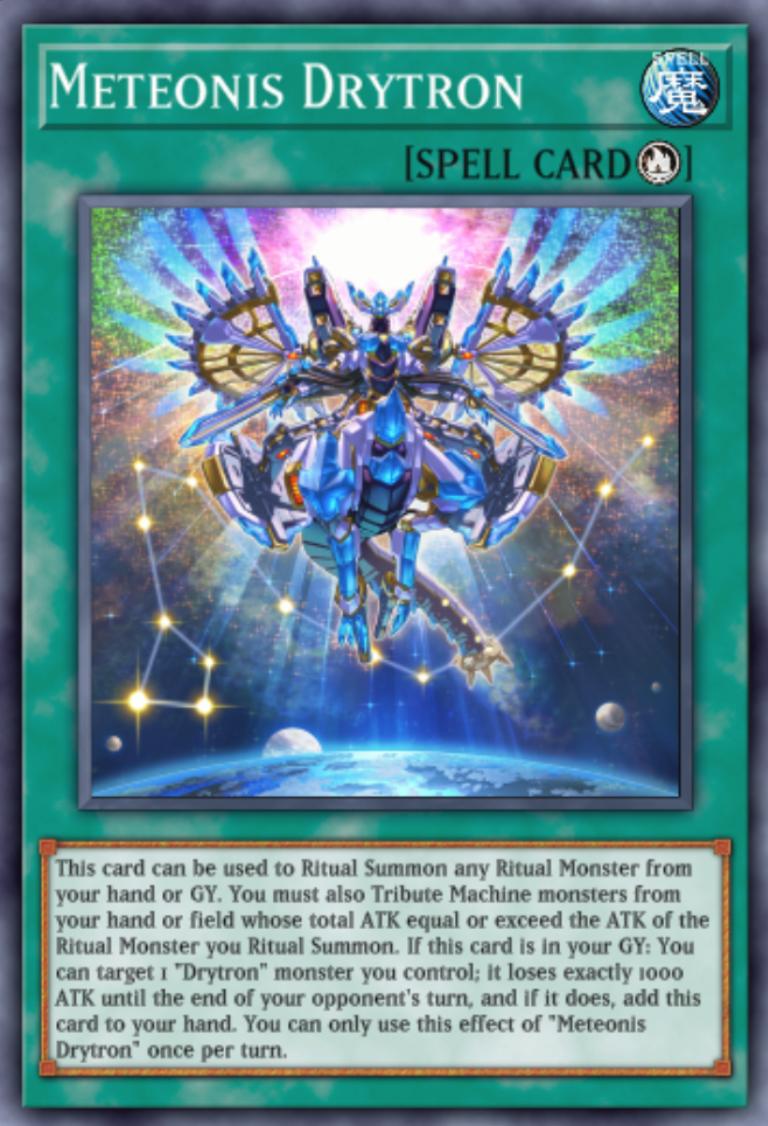 METEONIS DRYTRON
SPELL
魔
[SPELL CARD]
This card can be used to Ritual Summon any Ritual Monster from
your hand or GY. You must also Tribute Machine monsters from
your hand or field whose total ATK equal or exceed the ATK of the
Ritual Monster you Ritual Summon. If this card is in your GY: You
can target 1 "Drytron" monster you control; it loses exactly 1000
ATK until the end of your opponent's turn, and if it does, add this
card to your hand. You can only use this effect of "Meteonis
Drytron" once per turn.